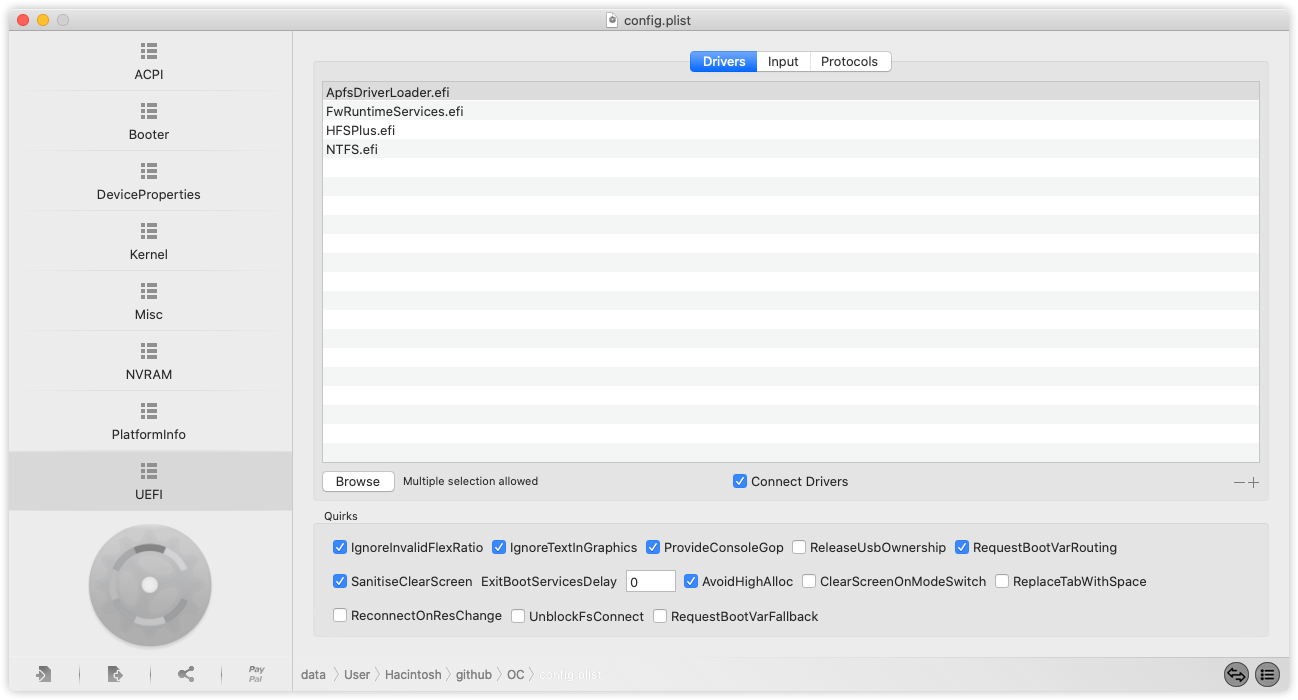 config.plist
ACPI
Booter
DeviceProperties
Kernel
Misc
NVRAM
PlatformInfo
UEFI
Drivers Input Protocols
ApfsDriverLoader.efi
FwRuntimeServices.efi
HFSPlus.efi
NTFS.efi
Browse Multiple selection allowed Connect Drivers
Quirks
IgnoreInvalidFlexRatio IgnoreTextInGraphics ProvideConsoleGop ReleaseUsbOwnership RequestBootVarRouting
SanitiseClearScreen ExitBootServicesDelay 0 AvoidHighAlloc ClearScreenOnModeSwitch ReplaceTabWithSpace
ReconnectOnResChange UnblockFsConnect RequestBootVarFallback
Pay
Pal
data User Hacintosh github OC config.plist